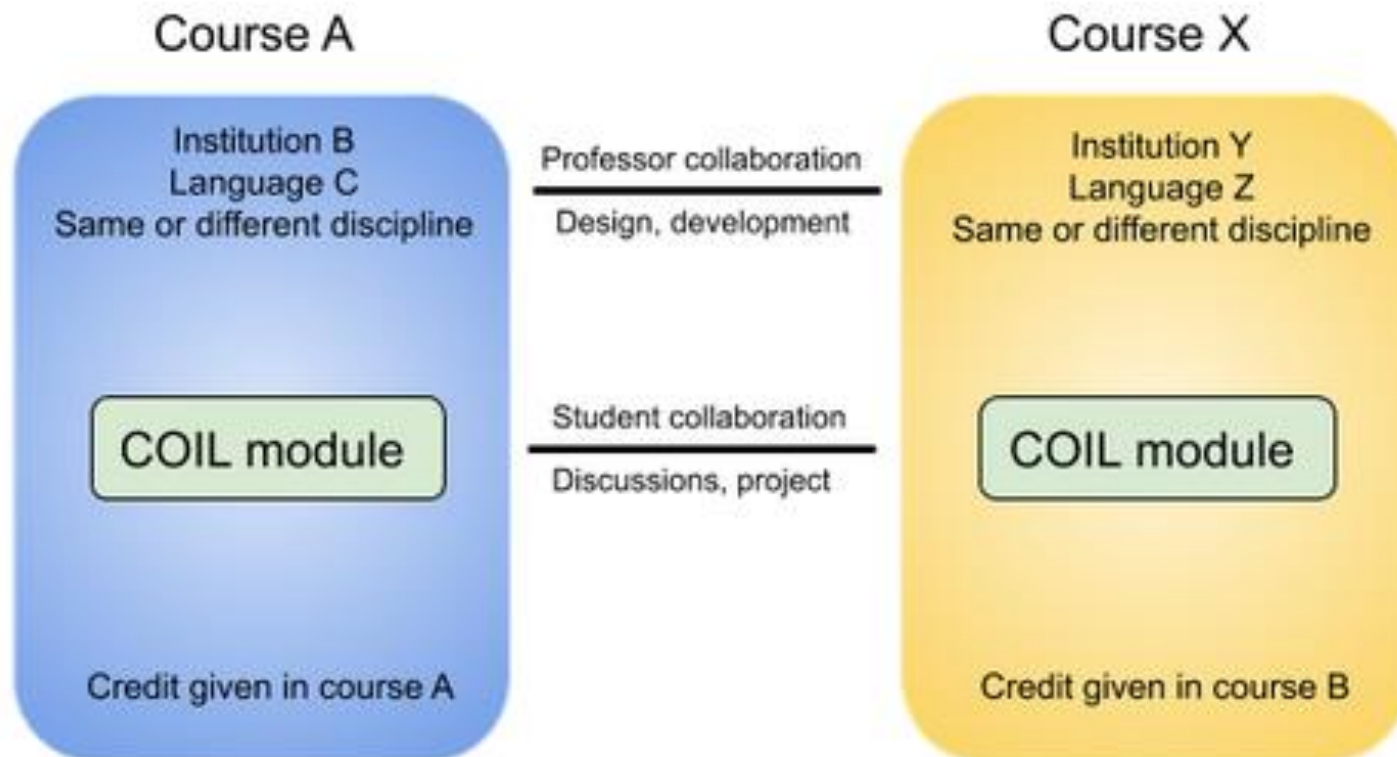 Course A
Institution B
Language C
Same or different discipline
COIL module
Credit given in course A
Professor collaboration
Design, development
Student collaboration
Discussions, project
Course X
Institution Y
Language Z
Same or different discipline
COIL module
Credit given in course B